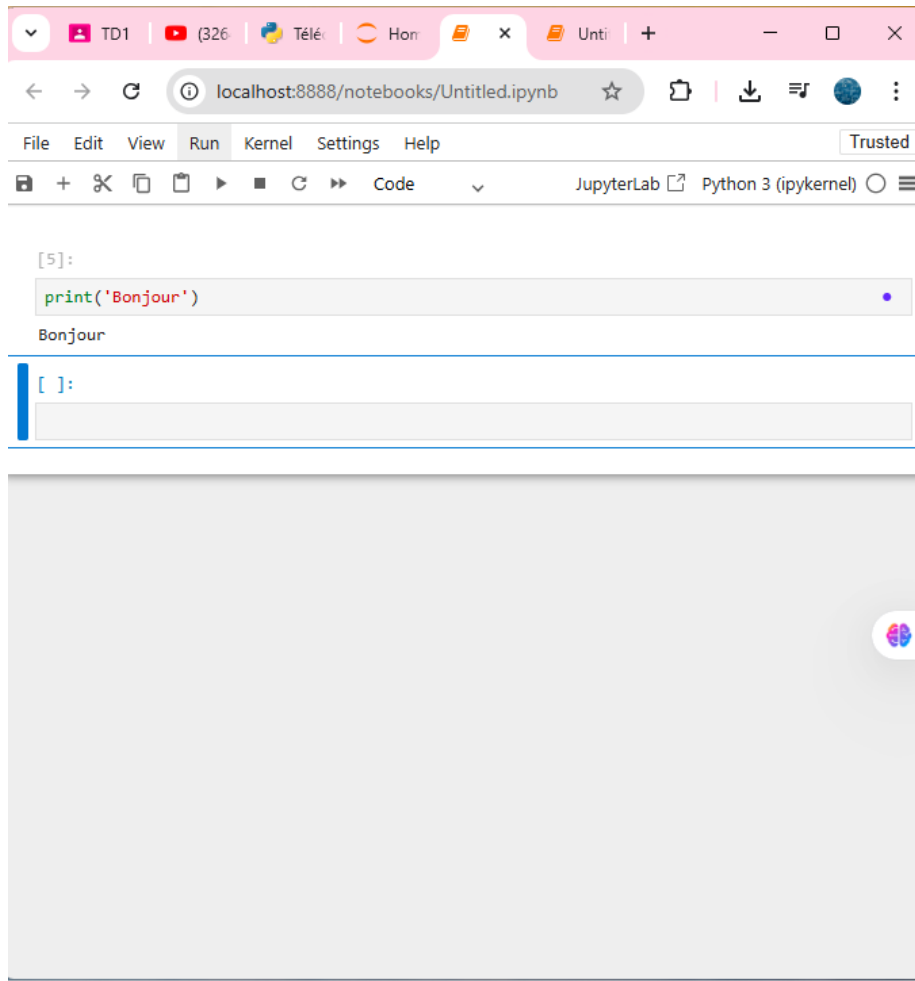 TD1 (326 Télé Hom Unti
localhost:8888/notebooks/Untitled.ipynb
File Edit View Run Kernel Settings Help Trusted
Code JupyterLab Python 3 (ipykernel)
[5]:
print('Bonjour')
Bonjour
[ ]: